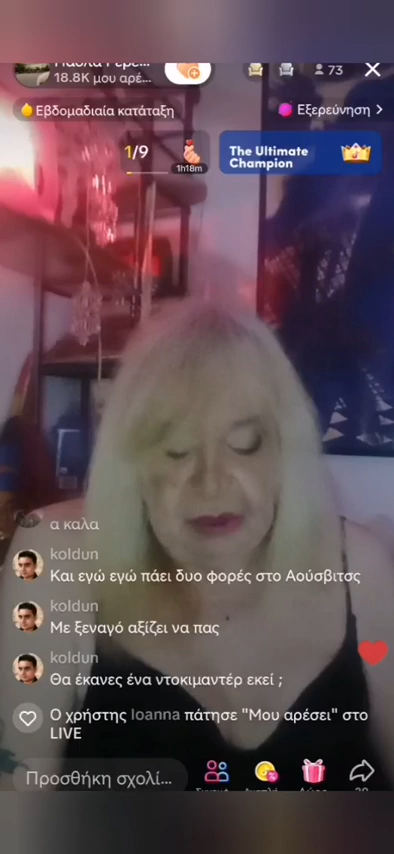 18.8K μου αρέ...
73
Εβδομαδιαία κατάταξη
Εξερεύνηση >
1/9
1h18m
The Ultimate
Champion
α καλα
koldun
Και εγώ εγώ πάει δυο φορές στο Αούσβιτς
koldun
Με ξεναγό αξίζει να πας
koldun
Θα έκανες ένα ντοκιμαντέρ εκεί ;
Ο χρήστης Ioanna πάτησε "Μου αρέσει" στο
LIVE
Προσθήκη σχολί...